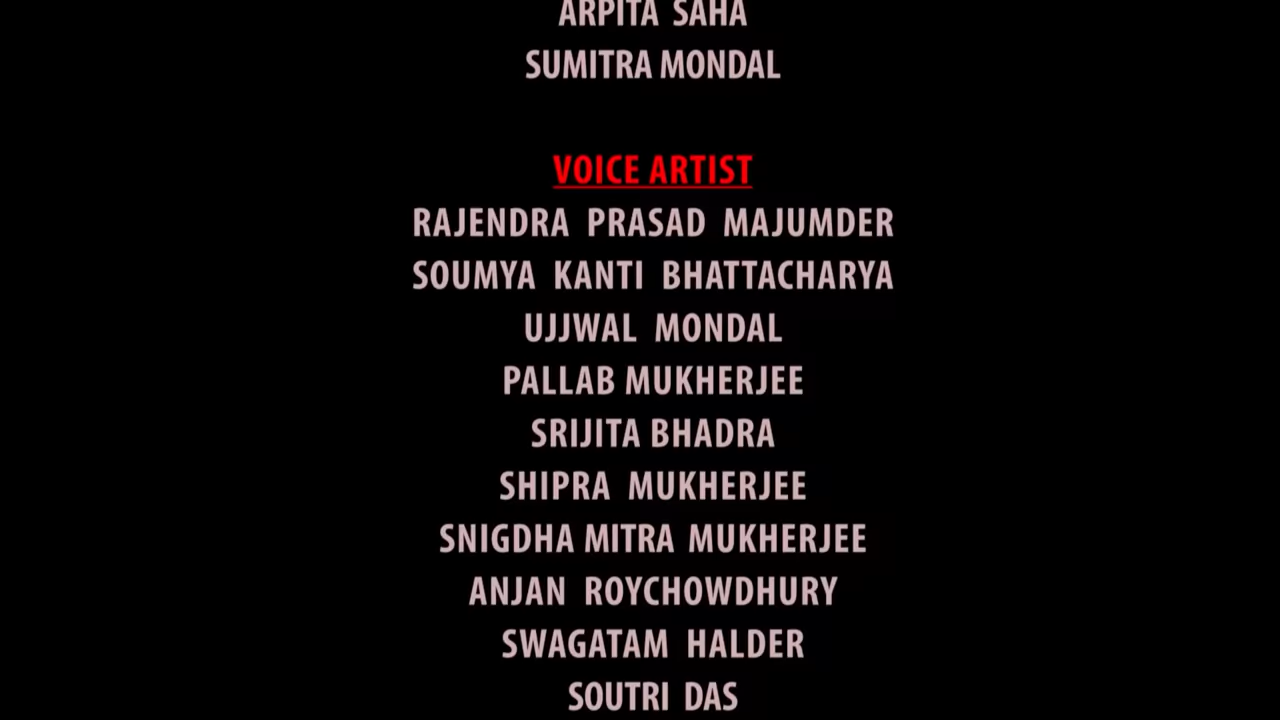 ARPITA SAHA
SUMITRA MONDAL
VOICE ARTIST
RAJENDRA PRASAD MAJUMDER
SOUMYA KANTI BHATTACHARYA
UJJWAL MONDAL
PALLAB MUKHERJEE
SRIJITA BHADRA
SHIPRA MUKHERJEE
SNIGDHA MITRA MUKHERJEE
ANJAN ROYCHOWDHURY
SWAGATAM HALDER
SOUTRI DAS